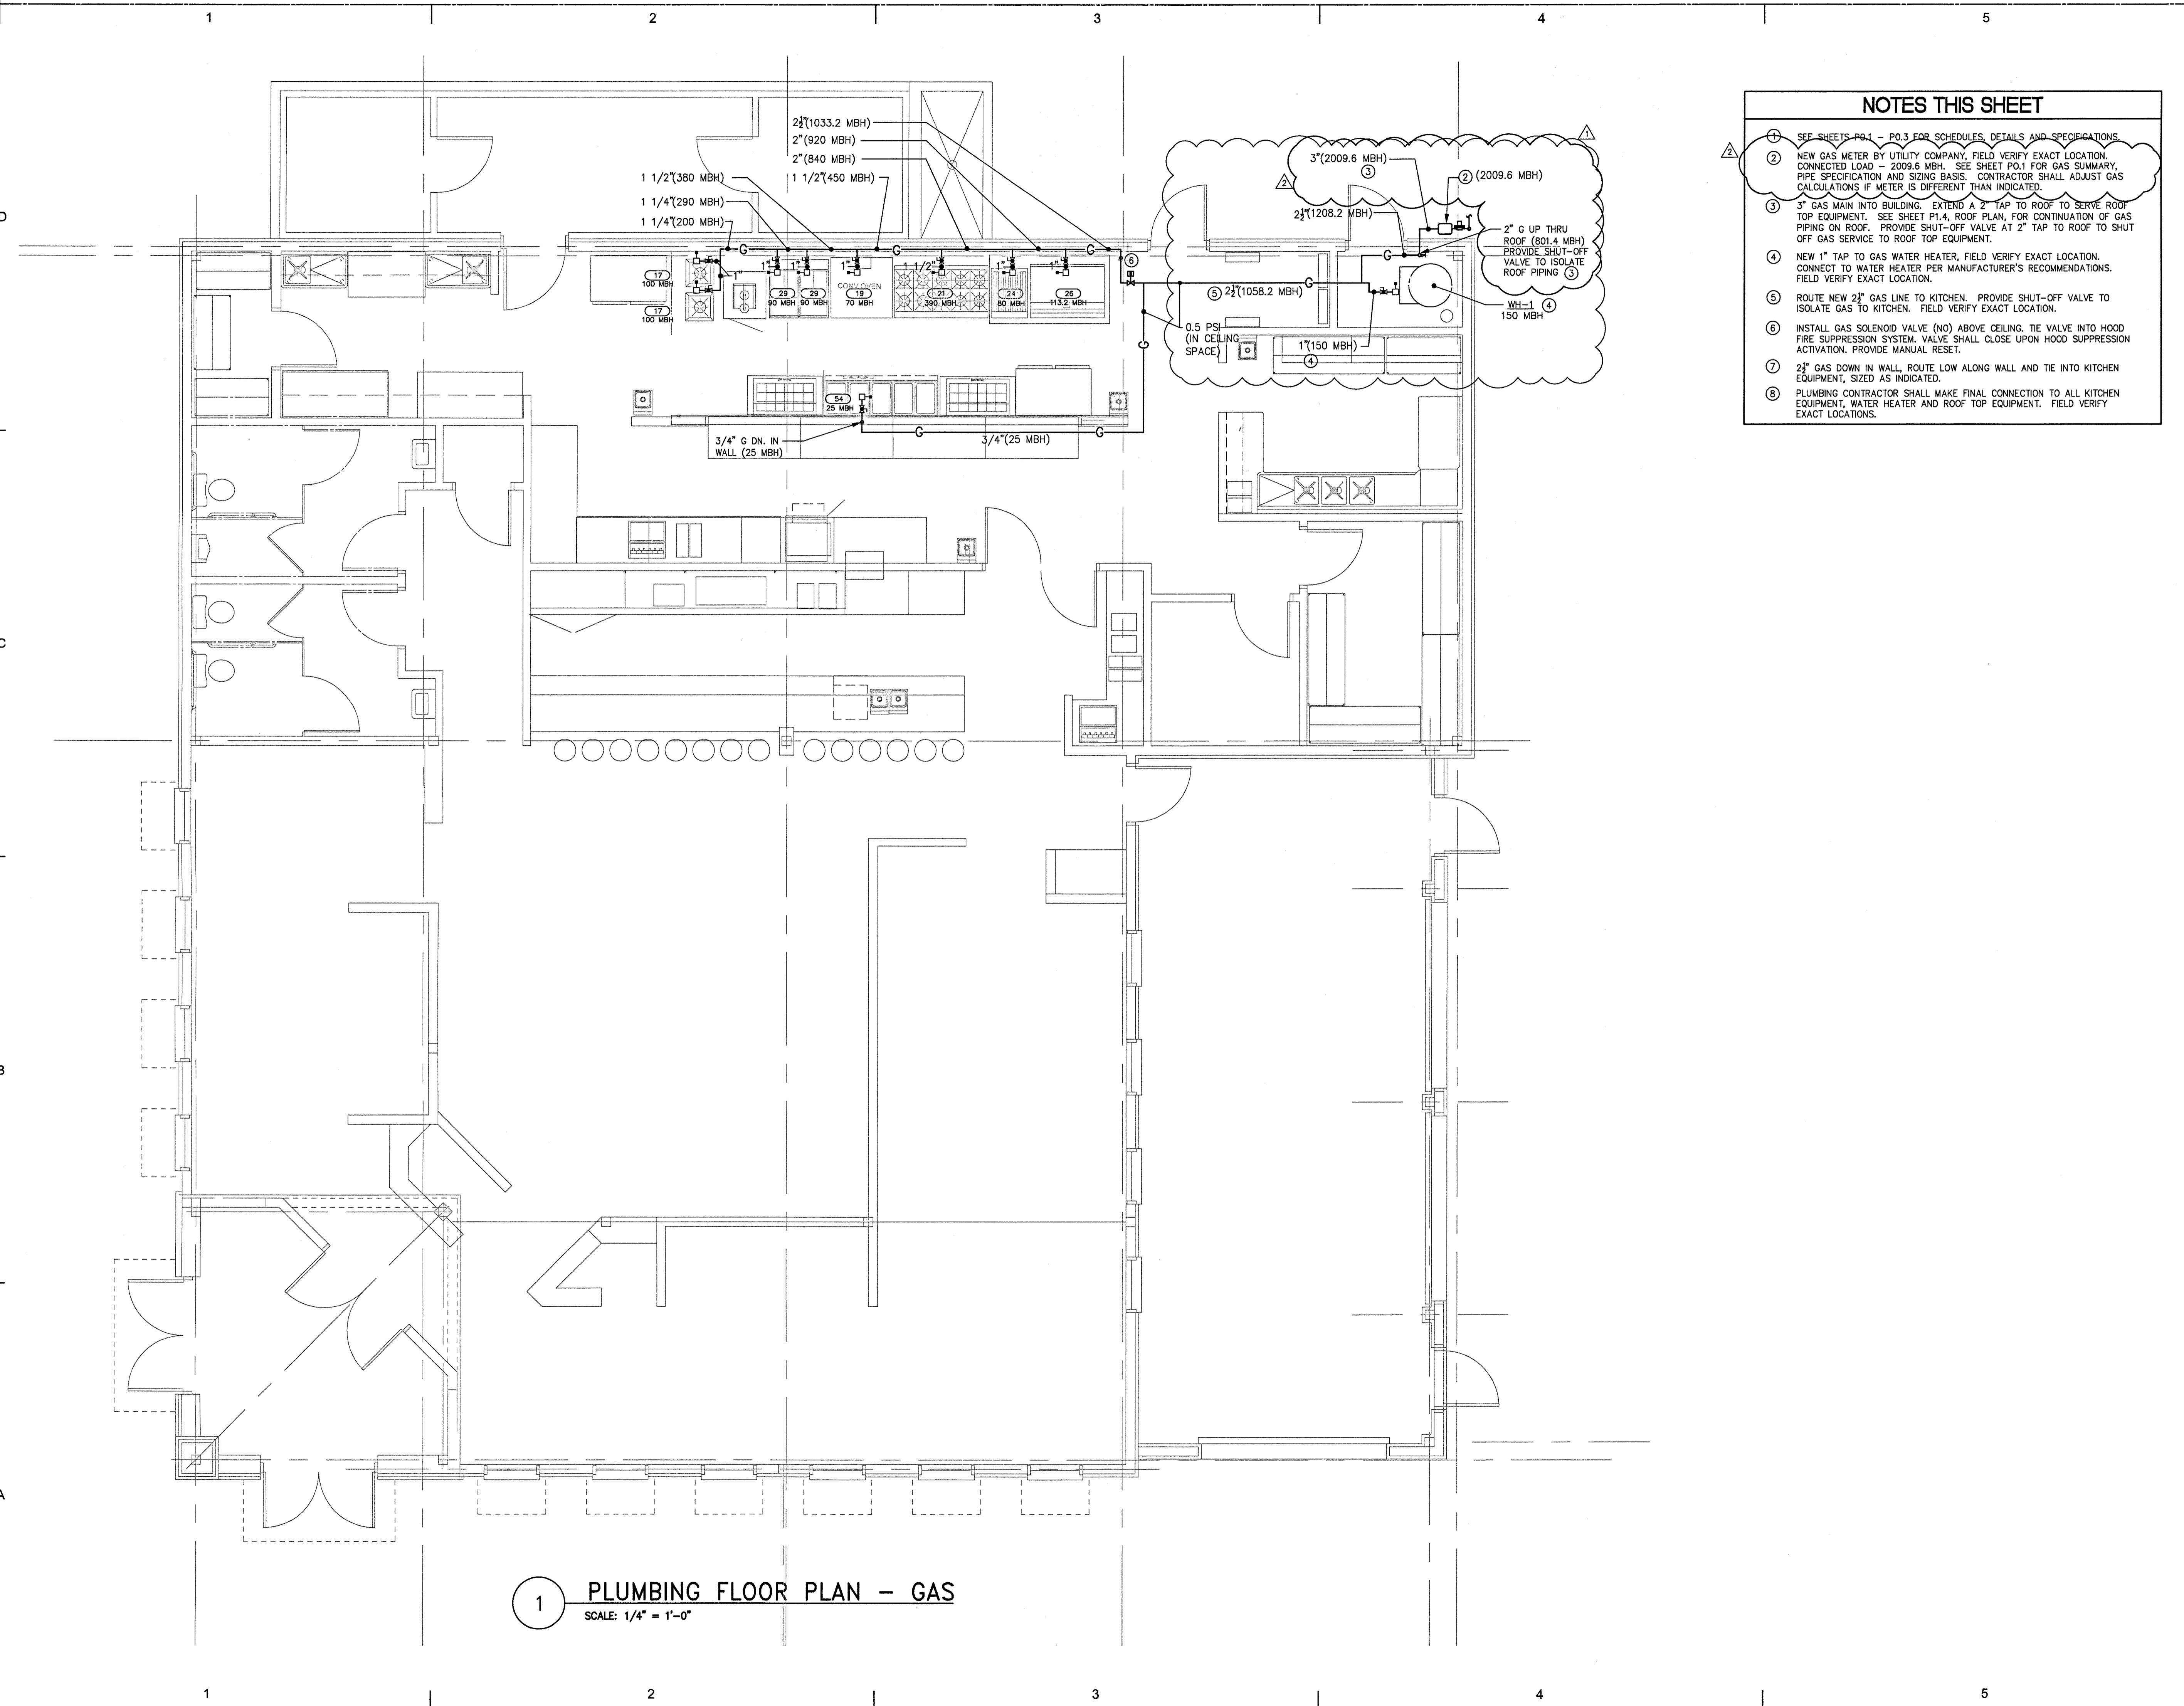 1 2 3 4 5
D
C
B
A
2½"(1033.2 MBH)
2"(920 MBH)
2"(840 MBH)
1 1/2"(380 MBH)
1 1/2"(450 MBH)
1 1/4"(290 MBH)
1 1/4"(200 MBH)
G G G
1" 1" 1" 1" 1 1/2" 1" 1"
17
100 MBH
17
100 MBH
29
90 MBH
29
90 MBH
CONV.OVEN
19
70 MBH
21
390 MBH
24
80 MBH
26
113.2 MBH
6
1
3"(2009.6 MBH)
3
2
2 (2009.6 MBH)
2½"(1208.2 MBH)
G
2" G UP THRU
ROOF (801.4 MBH)
PROVIDE SHUT-OFF
VALVE TO ISOLATE
ROOF PIPING 3
G
5 2½"(1058.2 MBH)
WH-1 4
150 MBH
0.5 PSI
(IN CEILING
SPACE)
1"(150 MBH)
4
G
54
25 MBH
3/4" G DN. IN
WALL (25 MBH)
G G
3/4"(25 MBH)
NOTES THIS SHEET
1 SEE SHEETS P0.1 - P0.3 FOR SCHEDULES, DETAILS AND SPECIFICATIONS.
2
2 NEW GAS METER BY UTILITY COMPANY, FIELD VERIFY EXACT LOCATION.
CONNECTED LOAD - 2009.6 MBH. SEE SHEET P0.1 FOR GAS SUMMARY,
PIPE SPECIFICATION AND SIZING BASIS. CONTRACTOR SHALL ADJUST GAS
CALCULATIONS IF METER IS DIFFERENT THAN INDICATED.
3 3" GAS MAIN INTO BUILDING. EXTEND A 2" TAP TO ROOF TO SERVE ROOF
TOP EQUIPMENT. SEE SHEET P1.4, ROOF PLAN, FOR CONTINUATION OF GAS
PIPING ON ROOF. PROVIDE SHUT-OFF VALVE AT 2" TAP TO ROOF TO SHUT
OFF GAS SERVICE TO ROOF TOP EQUIPMENT.
4 NEW 1" TAP TO GAS WATER HEATER, FIELD VERIFY EXACT LOCATION.
CONNECT TO WATER HEATER PER MANUFACTURER'S RECOMMENDATIONS.
FIELD VERIFY EXACT LOCATION.
5 ROUTE NEW 2½" GAS LINE TO KITCHEN. PROVIDE SHUT-OFF VALVE TO
ISOLATE GAS TO KITCHEN. FIELD VERIFY EXACT LOCATION.
6 INSTALL GAS SOLENOID VALVE (NO) ABOVE CEILING. TIE VALVE INTO HOOD
FIRE SUPPRESSION SYSTEM. VALVE SHALL CLOSE UPON HOOD SUPPRESSION
ACTIVATION. PROVIDE MANUAL RESET.
7 2½" GAS DOWN IN WALL, ROUTE LOW ALONG WALL AND TIE INTO KITCHEN
EQUIPMENT, SIZED AS INDICATED.
8 PLUMBING CONTRACTOR SHALL MAKE FINAL CONNECTION TO ALL KITCHEN
EQUIPMENT, WATER HEATER AND ROOF TOP EQUIPMENT. FIELD VERIFY
EXACT LOCATIONS.
1 PLUMBING FLOOR PLAN - GAS
SCALE: 1/4" = 1'-0"
1 2 3 4 5